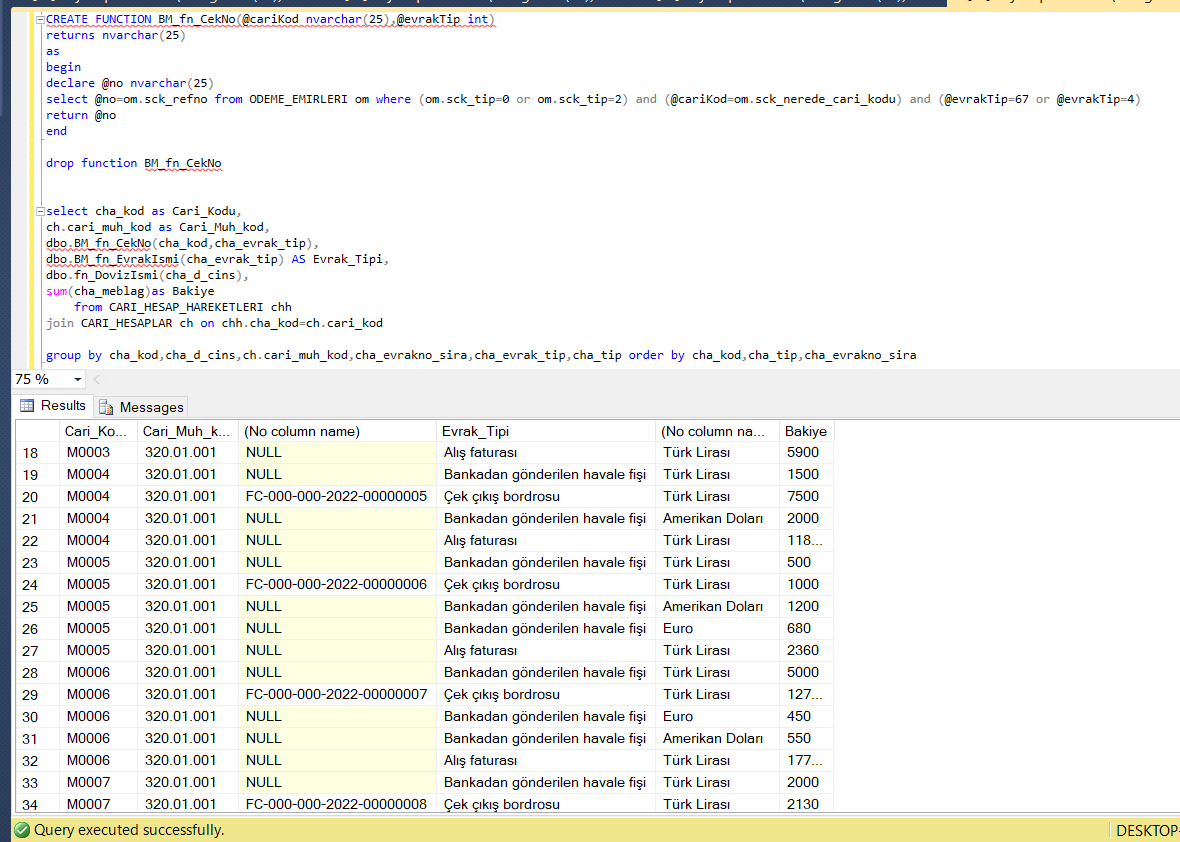 CREATE FUNCTION BM_fn_CekNo(@cariKod nvarchar(25),@evrakTip int)
returns nvarchar(25)
as
begin
declare @no nvarchar(25)
select @no=om.sck_refno from ODEME_EMIRLERI om where (om.sck_tip=0 or om.sck_tip=2) and (@cariKod=om.sck_nerede_cari_kodu) and (@evrakTip=67 or @evrakTip=4)
return @no
end
drop function BM_fn_CekNo
select cha_kod as Cari_Kodu,
ch.cari_muh_kod as Cari_Muh_kod,
dbo.BM_fn_CekNo(cha_kod,cha_evrak_tip),
dbo.BM_fn_EvrakIsmi(cha_evrak_tip) AS Evrak_Tipi,
dbo.fn_DovizIsmi(cha_d_cins),
sum(cha_meblag)as Bakiye
from CARI_HESAP_HAREKETLERI chh
join CARI_HESAPLAR ch on chh.cha_kod=ch.cari_kod
group by cha_kod,cha_d_cins,ch.cari_muh_kod,cha_evrakno_sira,cha_evrak_tip,cha_tip order by cha_kod,cha_tip,cha_evrakno_sira
75 %
Results Messages
Cari_Ko... Cari_Muh_k... (No column name) Evrak_Tipi (No column na... Bakiye
18 M0003 320.01.001 NULL Alış faturası Türk Lirası 5900
19 M0004 320.01.001 NULL Bankadan gönderilen havale fişi Türk Lirası 1500
20 M0004 320.01.001 FC-000-000-2022-00000005 Çek çıkış bordrosu Türk Lirası 7500
21 M0004 320.01.001 NULL Bankadan gönderilen havale fişi Amerikan Doları 2000
22 M0004 320.01.001 NULL Alış faturası Türk Lirası 118...
23 M0005 320.01.001 NULL Bankadan gönderilen havale fişi Türk Lirası 500
24 M0005 320.01.001 FC-000-000-2022-00000006 Çek çıkış bordrosu Türk Lirası 1000
25 M0005 320.01.001 NULL Bankadan gönderilen havale fişi Amerikan Doları 1200
26 M0005 320.01.001 NULL Bankadan gönderilen havale fişi Euro 680
27 M0005 320.01.001 NULL Alış faturası Türk Lirası 2360
28 M0006 320.01.001 NULL Bankadan gönderilen havale fişi Türk Lirası 5000
29 M0006 320.01.001 FC-000-000-2022-00000007 Çek çıkış bordrosu Türk Lirası 127...
30 M0006 320.01.001 NULL Bankadan gönderilen havale fişi Euro 450
31 M0006 320.01.001 NULL Bankadan gönderilen havale fişi Amerikan Doları 550
32 M0006 320.01.001 NULL Alış faturası Türk Lirası 177...
33 M0007 320.01.001 NULL Bankadan gönderilen havale fişi Türk Lirası 2000
34 M0007 320.01.001 FC-000-000-2022-00000008 Çek çıkış bordrosu Türk Lirası 2130
Query executed successfully. DESKTOP-